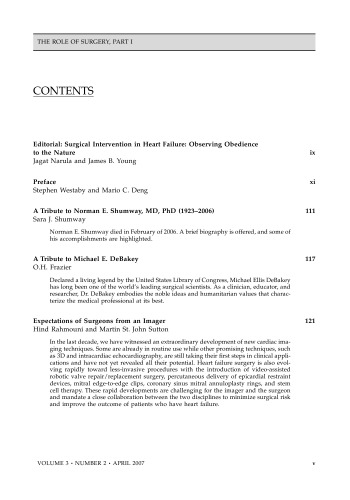 THE ROLE OF SURGERY, PART I
CONTENTS
Editorial: Surgical Intervention in Heart Failure: Observing Obedience
to the Nature ix
Jagat Narula and James B. Young
Preface xi
Stephen Westaby and Mario C. Deng
A Tribute to Norman E. Shumway, MD, PhD (1923–2006) 111
Sara J. Shumway
Norman E. Shumway died in February of 2006. A brief biography is offered, and some of
his accomplishments are highlighted.
A Tribute to Michael E. DeBakey 117
O.H. Frazier
Declared a living legend by the United States Library of Congress, Michael Ellis DeBakey
has long been one of the world's leading surgical scientists. As a clinician, educator, and
researcher, Dr. DeBakey embodies the noble ideas and humanitarian values that charac-
terize the medical professional at its best.
Expectations of Surgeons from an Imager 121
Hind Rahmouni and Martin St. John Sutton
In the last decade, we have witnessed an extraordinary development of new cardiac ima-
ging techniques. Some are already in routine use while other promising techniques, such
as 3D and intracardiac echocardiography, are still taking their first steps in clinical appli-
cations and have not yet revealed all their potential. Heart failure surgery is also evol-
ving rapidly toward less-invasive procedures with the introduction of video-assisted
robotic valve repair/replacement surgery, percutaneous delivery of epicardial restraint
devices, mitral edge-to-edge clips, coronary sinus mitral annuloplasty rings, and stem
cell therapy. These rapid developments are challenging for the imager and the surgeon
and mandate a close collaboration between the two disciplines to minimize surgical risk
and improve the outcome of patients who have heart failure.
VOLUME 3 • NUMBER 2 • APRIL 2007 v